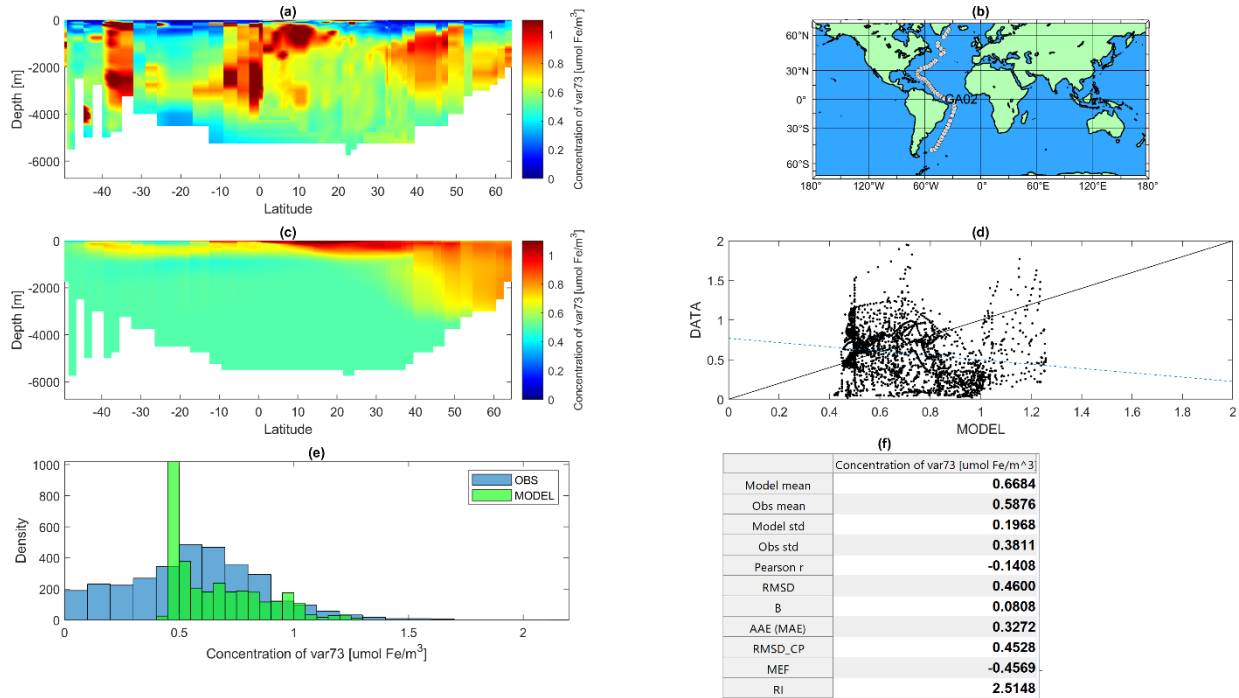 (a)
0
-2000
-4000
-6000
Depth [m]
-40 -30 -20 -10 0 10 20 30 40 50 60
Latitude
1
0.8
0.6
0.4
0.2
0
Concentration of var73 [umol Fe/m³]
(b)
60°N
30°N
0°
30°S
60°S
GA02
180° 120°W 60°W 0° 60°E 120°E 180°
(c)
0
-2000
-4000
-6000
Depth [m]
-40 -30 -20 -10 0 10 20 30 40 50 60
Latitude
1
0.8
0.6
0.4
0.2
0
Concentration of var73 [umol Fe/m³]
(d)
2
1.5
1
0.5
0
DATA
0 0.2 0.4 0.6 0.8 1 1.2 1.4 1.6 1.8 2
MODEL
(e)
1000
800
600
400
200
0
Density
OBS
MODEL
0 0.5 1 1.5 2
Concentration of var73 [umol Fe/m³]
(f)
Concentration of var73 [umol Fe/m^3]
Model mean 0.6684
Obs mean 0.5876
Model std 0.1968
Obs std 0.3811
Pearson r -0.1408
RMSD 0.4600
B 0.0808
AAE (MAE) 0.3272
RMSD_CP 0.4528
MEF -0.4569
RI 2.5148